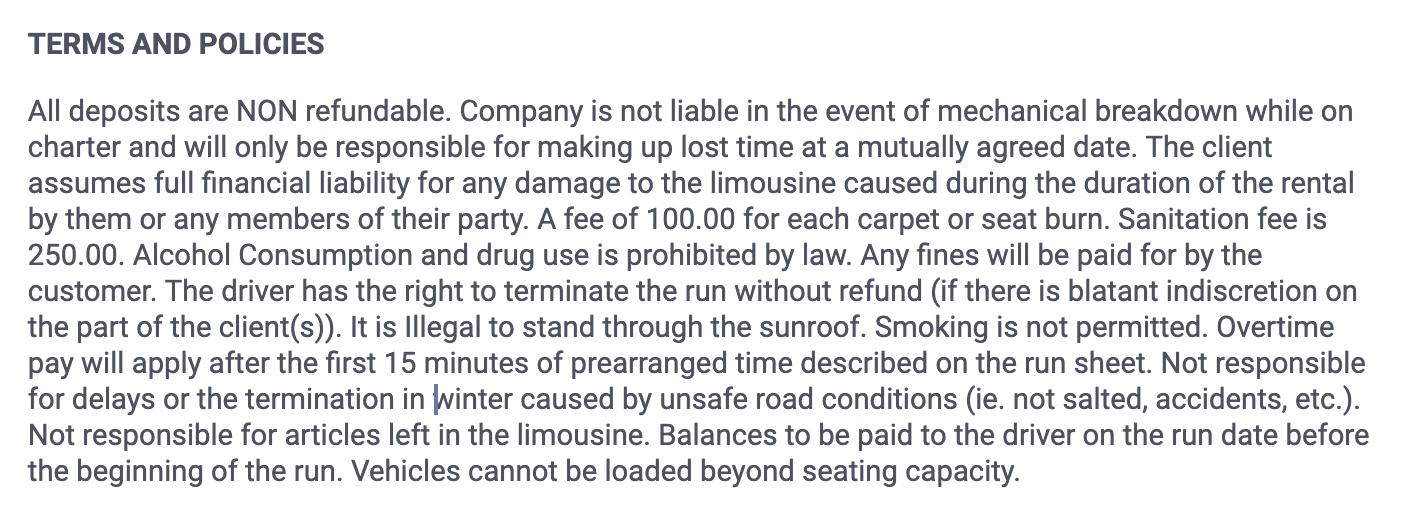 TERMS AND POLICIES
All deposits are NON refundable. Company is not liable in the event of mechanical breakdown while on
charter and will only be responsible for making up lost time at a mutually agreed date. The client
assumes full financial liability for any damage to the limousine caused during the duration of the rental
by them or any members of their party. A fee of 100.00 for each carpet or seat burn. Sanitation fee is
250.00. Alcohol Consumption and drug use is prohibited by law. Any fines will be paid for by the
customer. The driver has the right to terminate the run without refund (if there is blatant indiscretion on
the part of the client(s)). It is Illegal to stand through the sunroof. Smoking is not permitted. Overtime
pay will apply after the first 15 minutes of prearranged time described on the run sheet. Not responsible
for delays or the termination in winter caused by unsafe road conditions (ie. not salted, accidents, etc.).
Not responsible for articles left in the limousine. Balances to be paid to the driver on the run date before
the beginning of the run. Vehicles cannot be loaded beyond seating capacity.